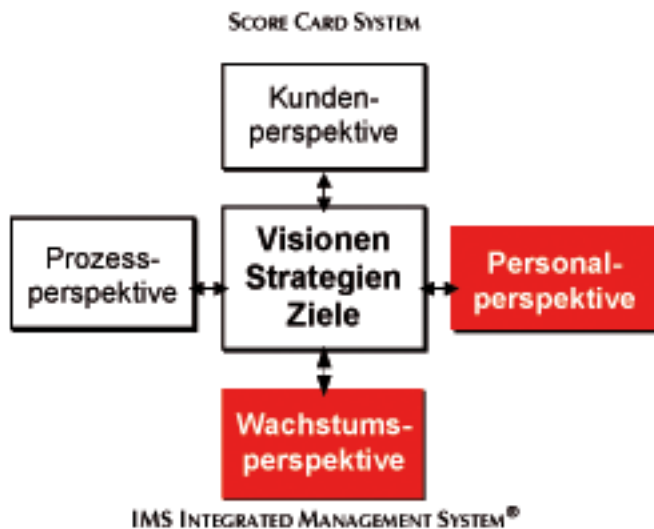 SCORE CARD SYSTEM
Kunden-
perspektive
Prozess-
perspektive
Visionen
Strategien
Ziele
Personal-
perspektive
Wachstums-
perspektive
IMS INTEGRATED MANAGEMENT SYSTEM®